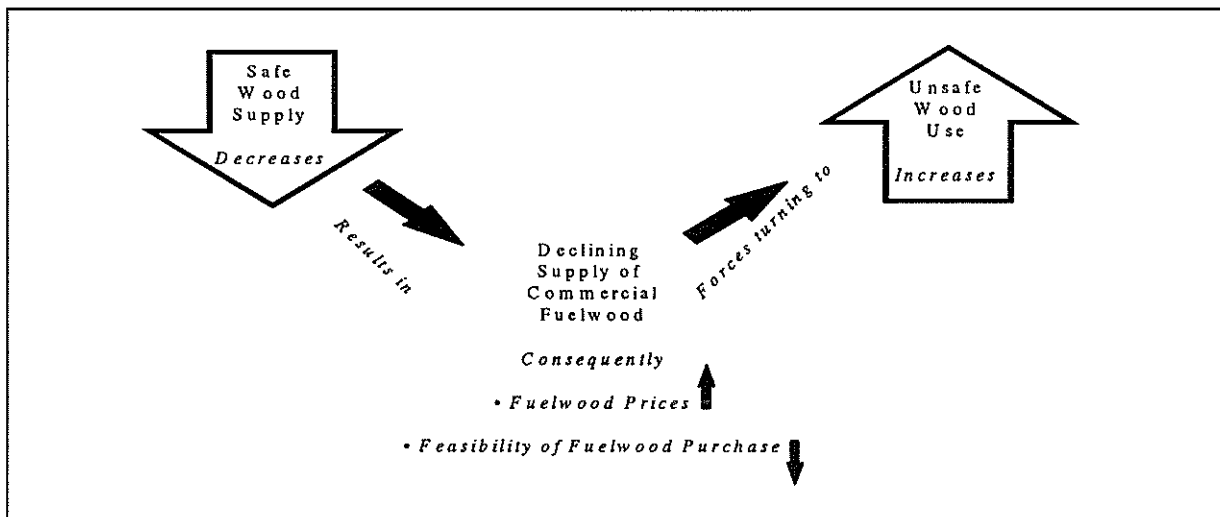 Safe
Wood
Supply
Decreases
Results in
Declining
Supply of
Commercial
Fuelwood
Consequently
• Fuelwood Prices
• Feasibility of Fuelwood Purchase
Forces turning to
Unsafe
Wood
Use
Increases